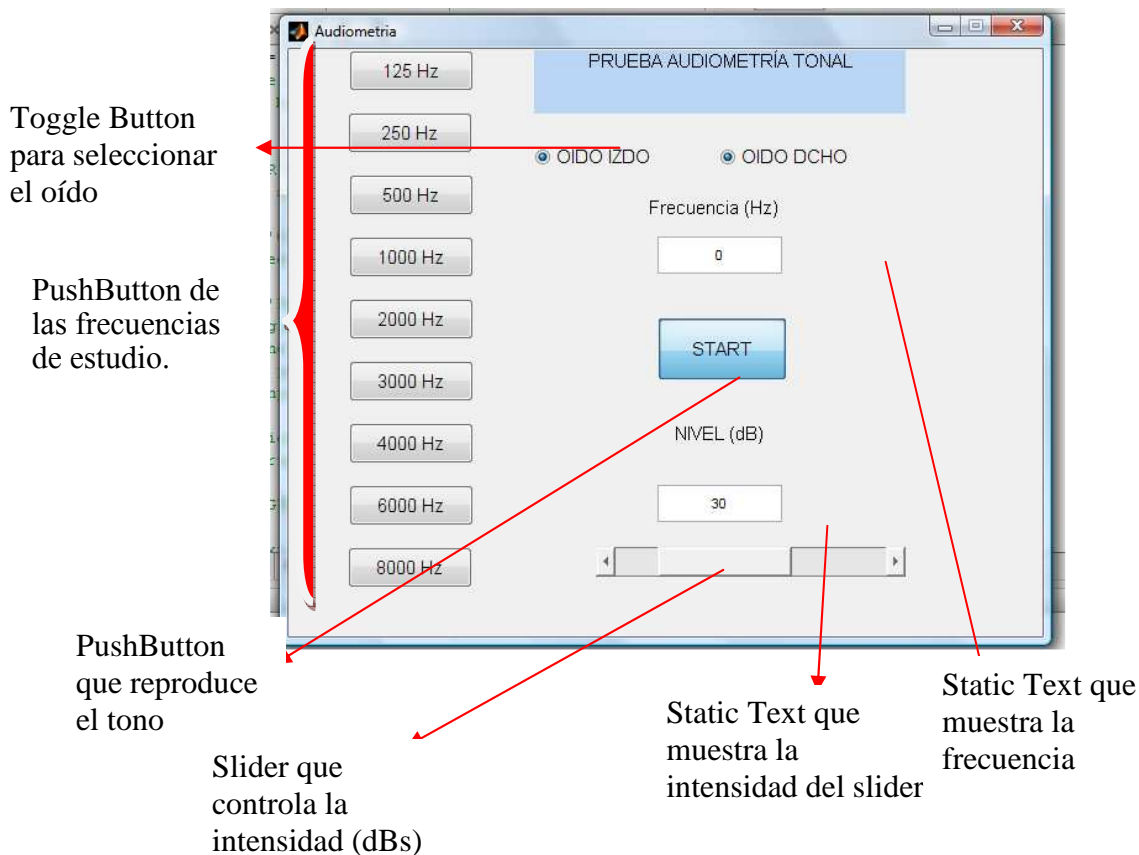 Audiometria
125 Hz
250 Hz
500 Hz
1000 Hz
2000 Hz
3000 Hz
4000 Hz
6000 Hz
8000 Hz
PRUEBA AUDIOMETRÍA TONAL
OIDO IZDO
OIDO DCHO
Frecuencia (Hz)
0
START
NIVEL (dB)
30
Toggle Button
para seleccionar
el oído
PushButton de
las frecuencias
de estudio.
PushButton
que reproduce
el tono
Slider que
controla la
intensidad (dBs)
Static Text que
muestra la
intensidad del slider
Static Text que
muestra la
frecuencia